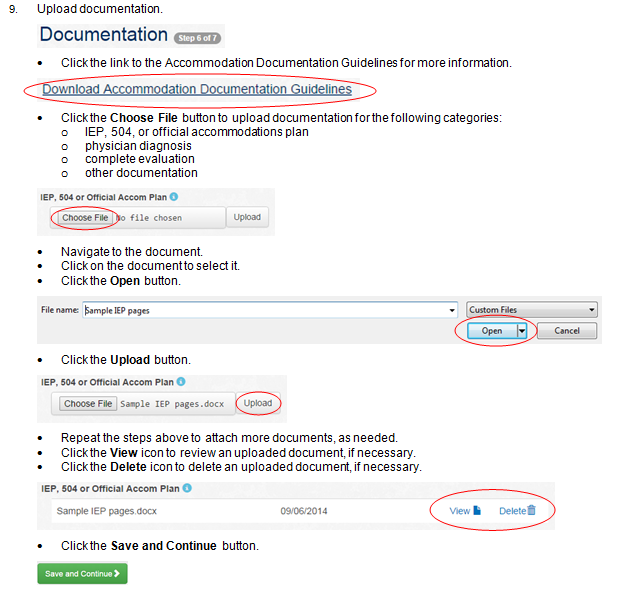 9. Upload documentation.
Documentation Step 6 of 7
• Click the link to the Accommodation Documentation Guidelines for more information.
Download Accommodation Documentation Guidelines
• Click the Choose File button to upload documentation for the following categories:
o IEP, 504, or official accommodations plan
o physician diagnosis
o complete evaluation
o other documentation
IEP, 504 or Official Accom Plan i
Choose File No file chosen Upload
• Navigate to the document.
• Click on the document to select it.
• Click the Open button.
File name: Sample IEP pages Custom Files
Open Cancel
• Click the Upload button.
IEP, 504 or Official Accom Plan i
Choose File Sample IEP pages.docx Upload
• Repeat the steps above to attach more documents, as needed.
• Click the View icon to review an uploaded document, if necessary.
• Click the Delete icon to delete an uploaded document, if necessary.
IEP, 504 or Official Accom Plan i
Sample IEP pages.docx 09/06/2014 View Delete
• Click the Save and Continue button.
Save and Continue